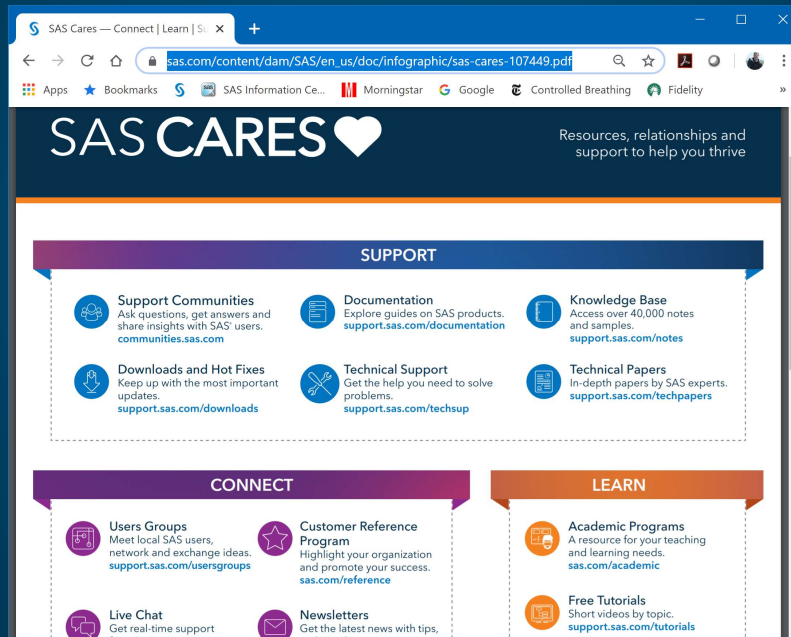 SAS Cares — Connect | Learn | Su
sas.com/content/dam/SAS/en_us/doc/infographic/sas-cares-107449.pdf
Apps Bookmarks SAS Information Ce... Morningstar Google Controlled Breathing Fidelity »
SAS CARES
Resources, relationships and
support to help you thrive
SUPPORT
Support Communities
Ask questions, get answers and
share insights with SAS® users.
communities.sas.com
Documentation
Explore guides on SAS products.
support.sas.com/documentation
Knowledge Base
Access over 40,000 notes
and samples.
support.sas.com/notes
Downloads and Hot Fixes
Keep up with the most important
updates.
support.sas.com/downloads
Technical Support
Get the help you need to solve
problems.
support.sas.com/techsup
Technical Papers
In-depth papers by SAS experts.
support.sas.com/techpapers
CONNECT
Users Groups
Meet local SAS users,
network and exchange ideas.
support.sas.com/usersgroups
Customer Reference
Program
Highlight your organization
and promote your success.
sas.com/reference
Live Chat
Get real-time support
Newsletters
Get the latest news with tips,
LEARN
Academic Programs
A resource for your teaching
and learning needs.
sas.com/academic
Free Tutorials
Short videos by topic.
support.sas.com/tutorials